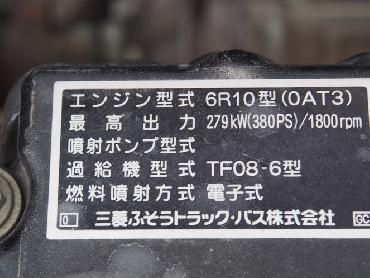 エンジン型式 6R10型(0AT3)
最高出力 279kW(380PS)/1800rpm
噴射ポンプ型式
過給機型式 TF08-6型
燃料噴射方式 電子式
0 三菱ふそうトラック・バス株式会社 GC